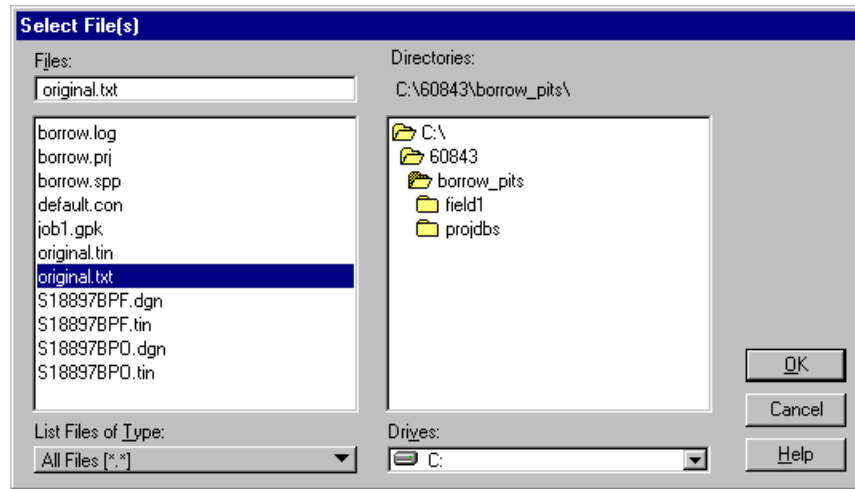 Select File(s)
Files:
original.txt
borrow.log
borrow.prj
borrow.spp
default.con
job1.gpk
original.tin
original.txt
S18897BPF.dgn
S18897BPF.tin
S18897BPO.dgn
S18897BPO.tin
List Files of Type:
All Files [*.*]
Directories:
C:\60843\borrow_pits\
C:\
60843
borrow_pits
field1
projdbs
Drives:
C:
OK
Cancel
Help